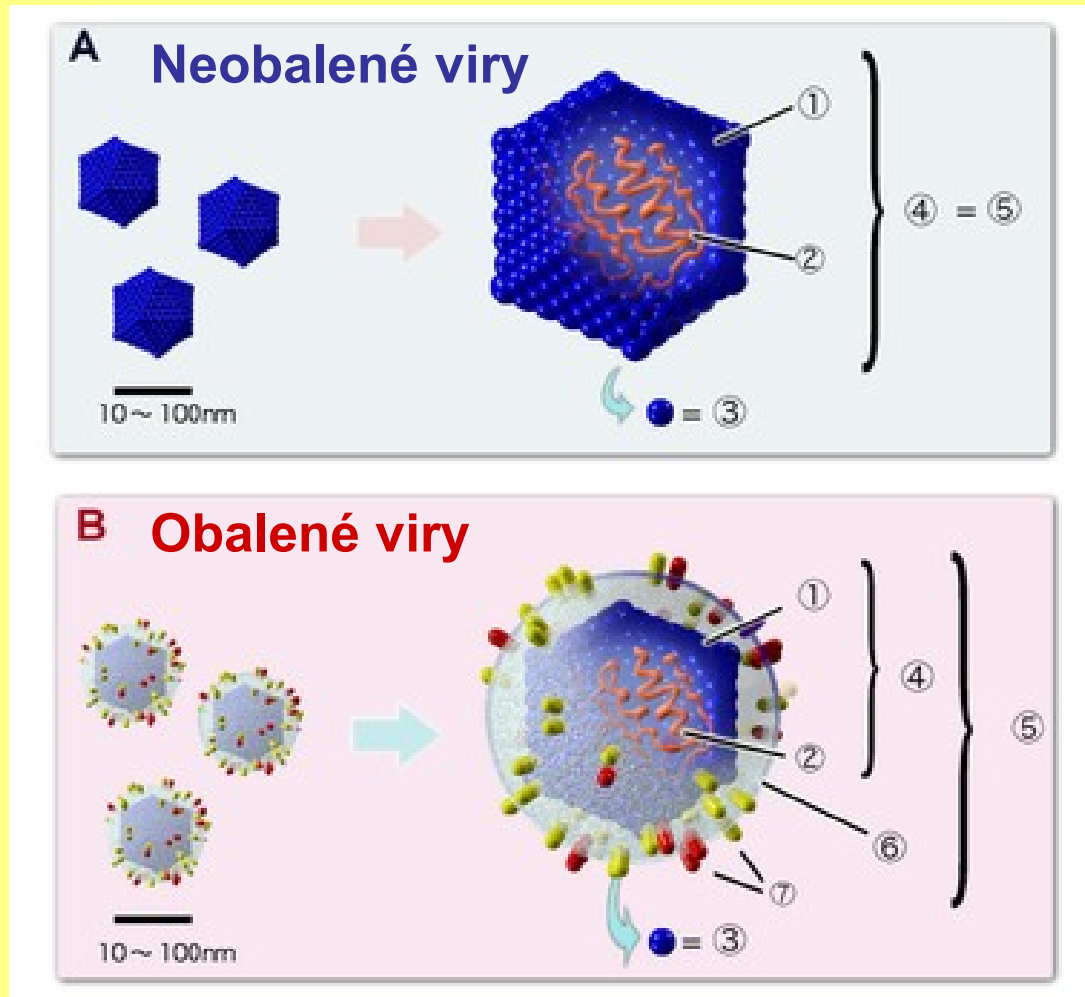 A Neobalené viry
①
④ = ⑤
②
10～100nm
= ③
B Obalené viry
①
④
⑤
②
⑥
⑦
10～100nm
= ③